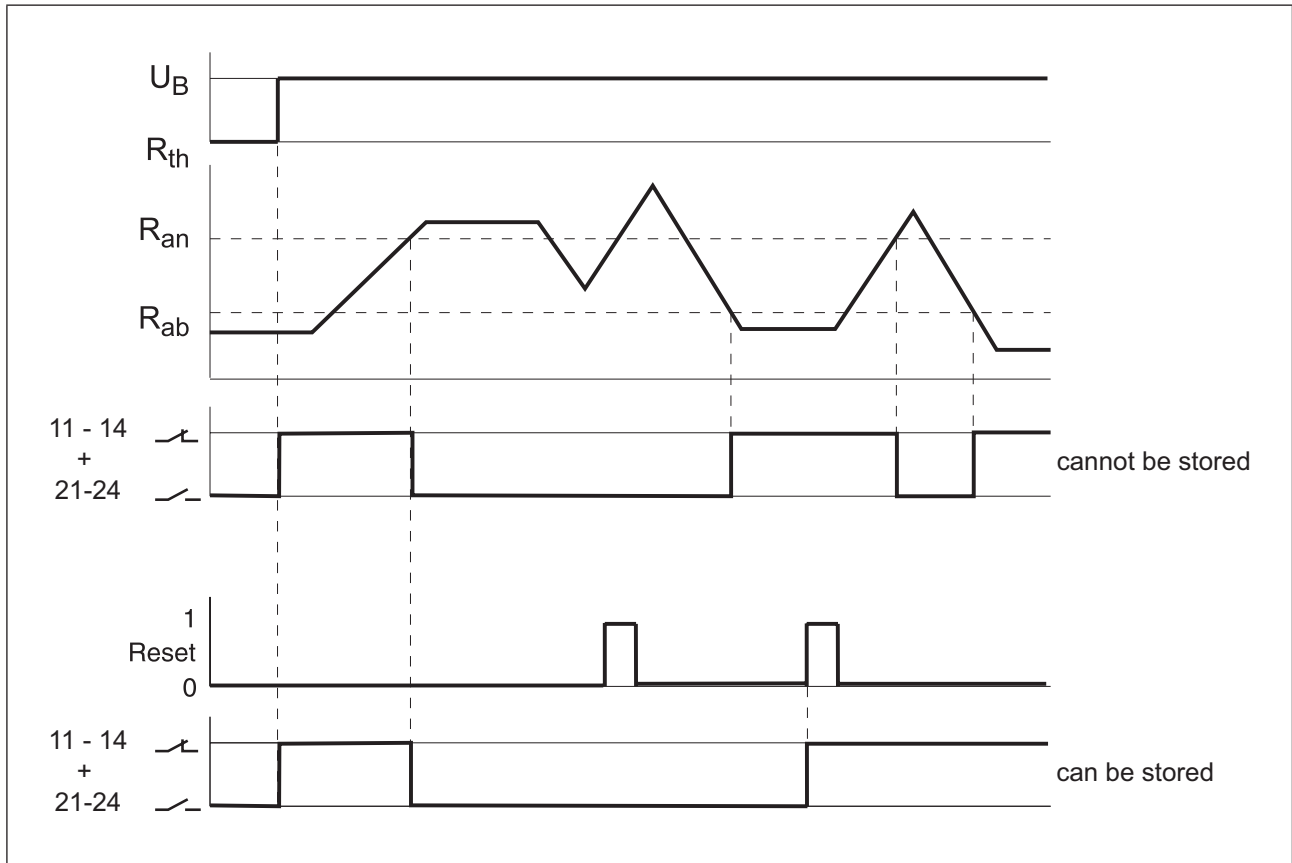 U_B
R_th
R_an
R_ab
11 - 14
+
21-24
cannot be stored
1
Reset
0
11 - 14
+
21-24
can be stored